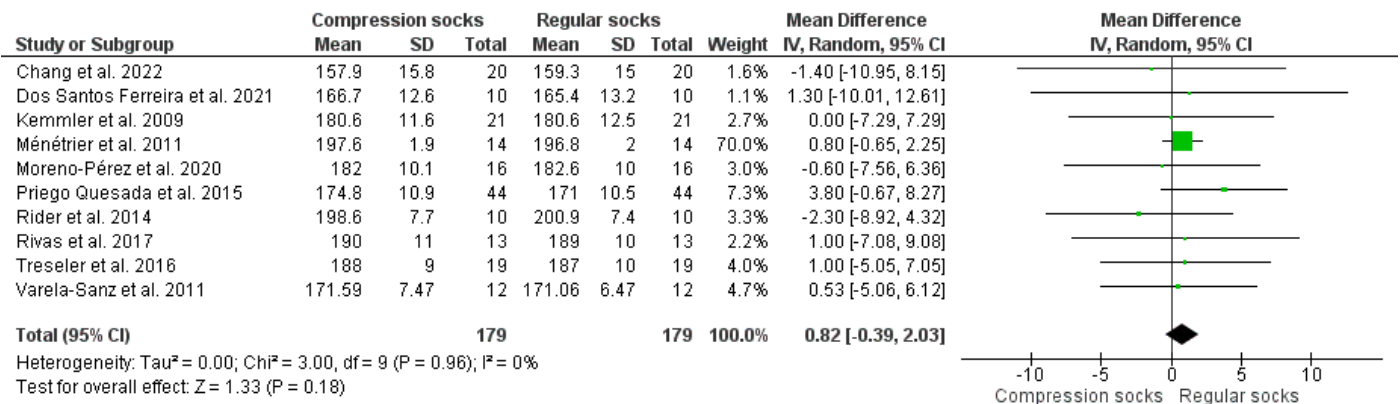 Compression socks Regular socks Mean Difference Mean Difference
Study or Subgroup Mean SD Total Mean SD Total Weight IV, Random, 95% CI IV, Random, 95% CI
Chang et al. 2022 157.9 15.8 20 159.3 15 20 1.6% -1.40 [-10.95, 8.15]
Dos Santos Ferreira et al. 2021 166.7 12.6 10 165.4 13.2 10 1.1% 1.30 [-10.01, 12.61]
Kemmler et al. 2009 180.6 11.6 21 180.6 12.5 21 2.7% 0.00 [-7.29, 7.29]
Ménétrier et al. 2011 197.6 1.9 14 196.8 2 14 70.0% 0.80 [-0.65, 2.25]
Moreno-Pérez et al. 2020 182 10.1 16 182.6 10 16 3.0% -0.60 [-7.56, 6.36]
Priego Quesada et al. 2015 174.8 10.9 44 171 10.5 44 7.3% 3.80 [-0.67, 8.27]
Rider et al. 2014 198.6 7.7 10 200.9 7.4 10 3.3% -2.30 [-8.92, 4.32]
Rivas et al. 2017 190 11 13 189 10 13 2.2% 1.00 [-7.08, 9.08]
Treseler et al. 2016 188 9 19 187 10 19 4.0% 1.00 [-5.05, 7.05]
Varela-Sanz et al. 2011 171.59 7.47 12 171.06 6.47 12 4.7% 0.53 [-5.06, 6.12]
Total (95% CI) 179 179 100.0% 0.82 [-0.39, 2.03]
Heterogeneity: Tau² = 0.00; Chi² = 3.00, df = 9 (P = 0.96); I² = 0%
Test for overall effect: Z = 1.33 (P = 0.18)
-10 -5 0 5 10
Compression socks Regular socks